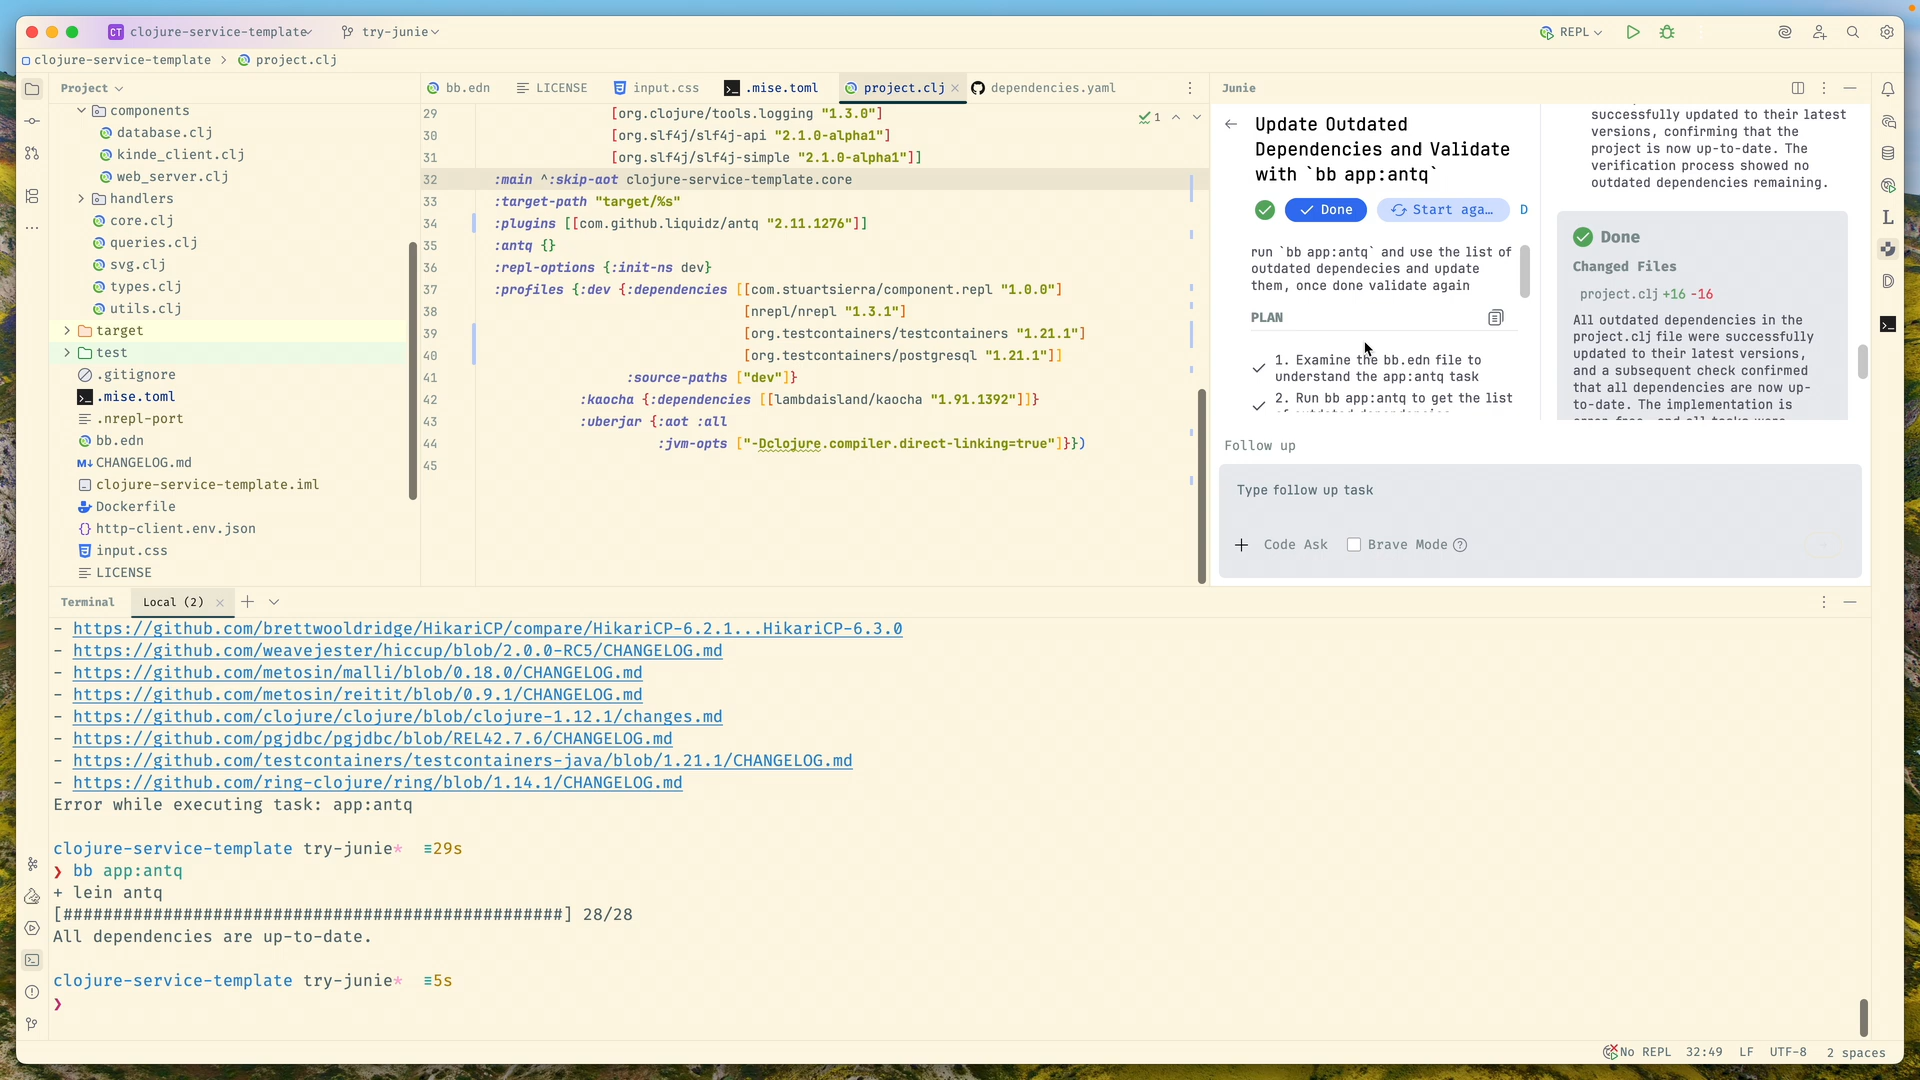 CT clojure-service-template
try-junie
REPL
clojure-service-template > project.clj
Project
components
database.clj
kinde_client.clj
web_server.clj
handlers
core.clj
queries.clj
svg.clj
types.clj
utils.clj
target
test
.gitignore
.mise.toml
.nrepl-port
bb.edn
CHANGELOG.md
clojure-service-template.iml
Dockerfile
http-client.env.json
input.css
LICENSE
bb.edn
LICENSE
input.css
.mise.toml
project.clj
dependencies.yaml
1
29 [org.clojure/tools.logging "1.3.0"]
30 [org.slf4j/slf4j-api "2.1.0-alpha1"]
31 [org.slf4j/slf4j-simple "2.1.0-alpha1"]]
32 :main ^:skip-aot clojure-service-template.core
33 :target-path "target/%s"
34 :plugins [[com.github.liquidz/antq "2.11.1276"]]
35 :antq {}
36 :repl-options {:init-ns dev}
37 :profiles {:dev {:dependencies [[com.stuartsierra/component.repl "1.0.0"]
38 [nrepl/nrepl "1.3.1"]
39 [org.testcontainers/testcontainers "1.21.1"]
40 [org.testcontainers/postgresql "1.21.1"]]
41 :source-paths ["dev"]}
42 :kaocha {:dependencies [[lambdaisland/kaocha "1.91.1392"]]}
43 :uberjar {:aot :all
44 :jvm-opts ["-Dclojure.compiler.direct-linking=true"]}})
45
Junie
Update Outdated
Dependencies and Validate
with `bb app:antq`
Done
Start aga...
D
run `bb app:antq` and use the list of
outdated dependecies and update
them, once done validate again
PLAN
1. Examine the bb.edn file to
understand the app:antq task
2. Run bb app:antq to get the list
successfully updated to their latest
versions, confirming that the
project is now up-to-date. The
verification process showed no
outdated dependencies remaining.
Done
Changed Files
project.clj +16 -16
All outdated dependencies in the
project.clj file were successfully
updated to their latest versions,
and a subsequent check confirmed
that all dependencies are now up-
to-date. The implementation is
Follow up
Type follow up task
Code Ask
Brave Mode
Terminal
Local (2)
- https://github.com/brettwooldridge/HikariCP/compare/HikariCP-6.2.1...HikariCP-6.3.0
- https://github.com/weavejester/hiccup/blob/2.0.0-RC5/CHANGELOG.md
- https://github.com/metosin/malli/blob/0.18.0/CHANGELOG.md
- https://github.com/metosin/reitit/blob/0.9.1/CHANGELOG.md
- https://github.com/clojure/clojure/blob/clojure-1.12.1/changes.md
- https://github.com/pgjdbc/pgjdbc/blob/REL42.7.6/CHANGELOG.md
- https://github.com/testcontainers/testcontainers-java/blob/1.21.1/CHANGELOG.md
- https://github.com/ring-clojure/ring/blob/1.14.1/CHANGELOG.md
Error while executing task: app:antq
clojure-service-template try-junie* ≡29s
❯ bb app:antq
+ lein antq
[##################################################] 28/28
All dependencies are up-to-date.
clojure-service-template try-junie* ≡5s
❯
No REPL 32:49 LF UTF-8 2 spaces